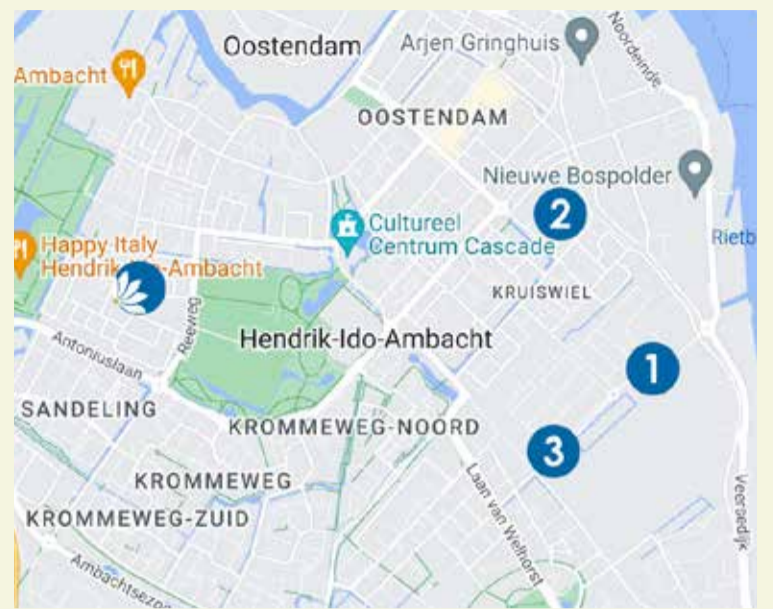 Oostendam
Arjen Gringhuis
Noordeinde
Ambacht
OOSTENDAM
Nieuwe Bospolder
2
Cultureel
Centrum Cascade
Rietb
Happy Italy
Hendrik-Ido-Ambacht
KRUISWIEL
Reeweg
Antoniuslaan
Hendrik-Ido-Ambacht
1
SANDELING
KROMMEWEG-NOORD
3
KROMMEWEG
Laan van Welhorst
Veersedijk
KROMMEWEG-ZUID